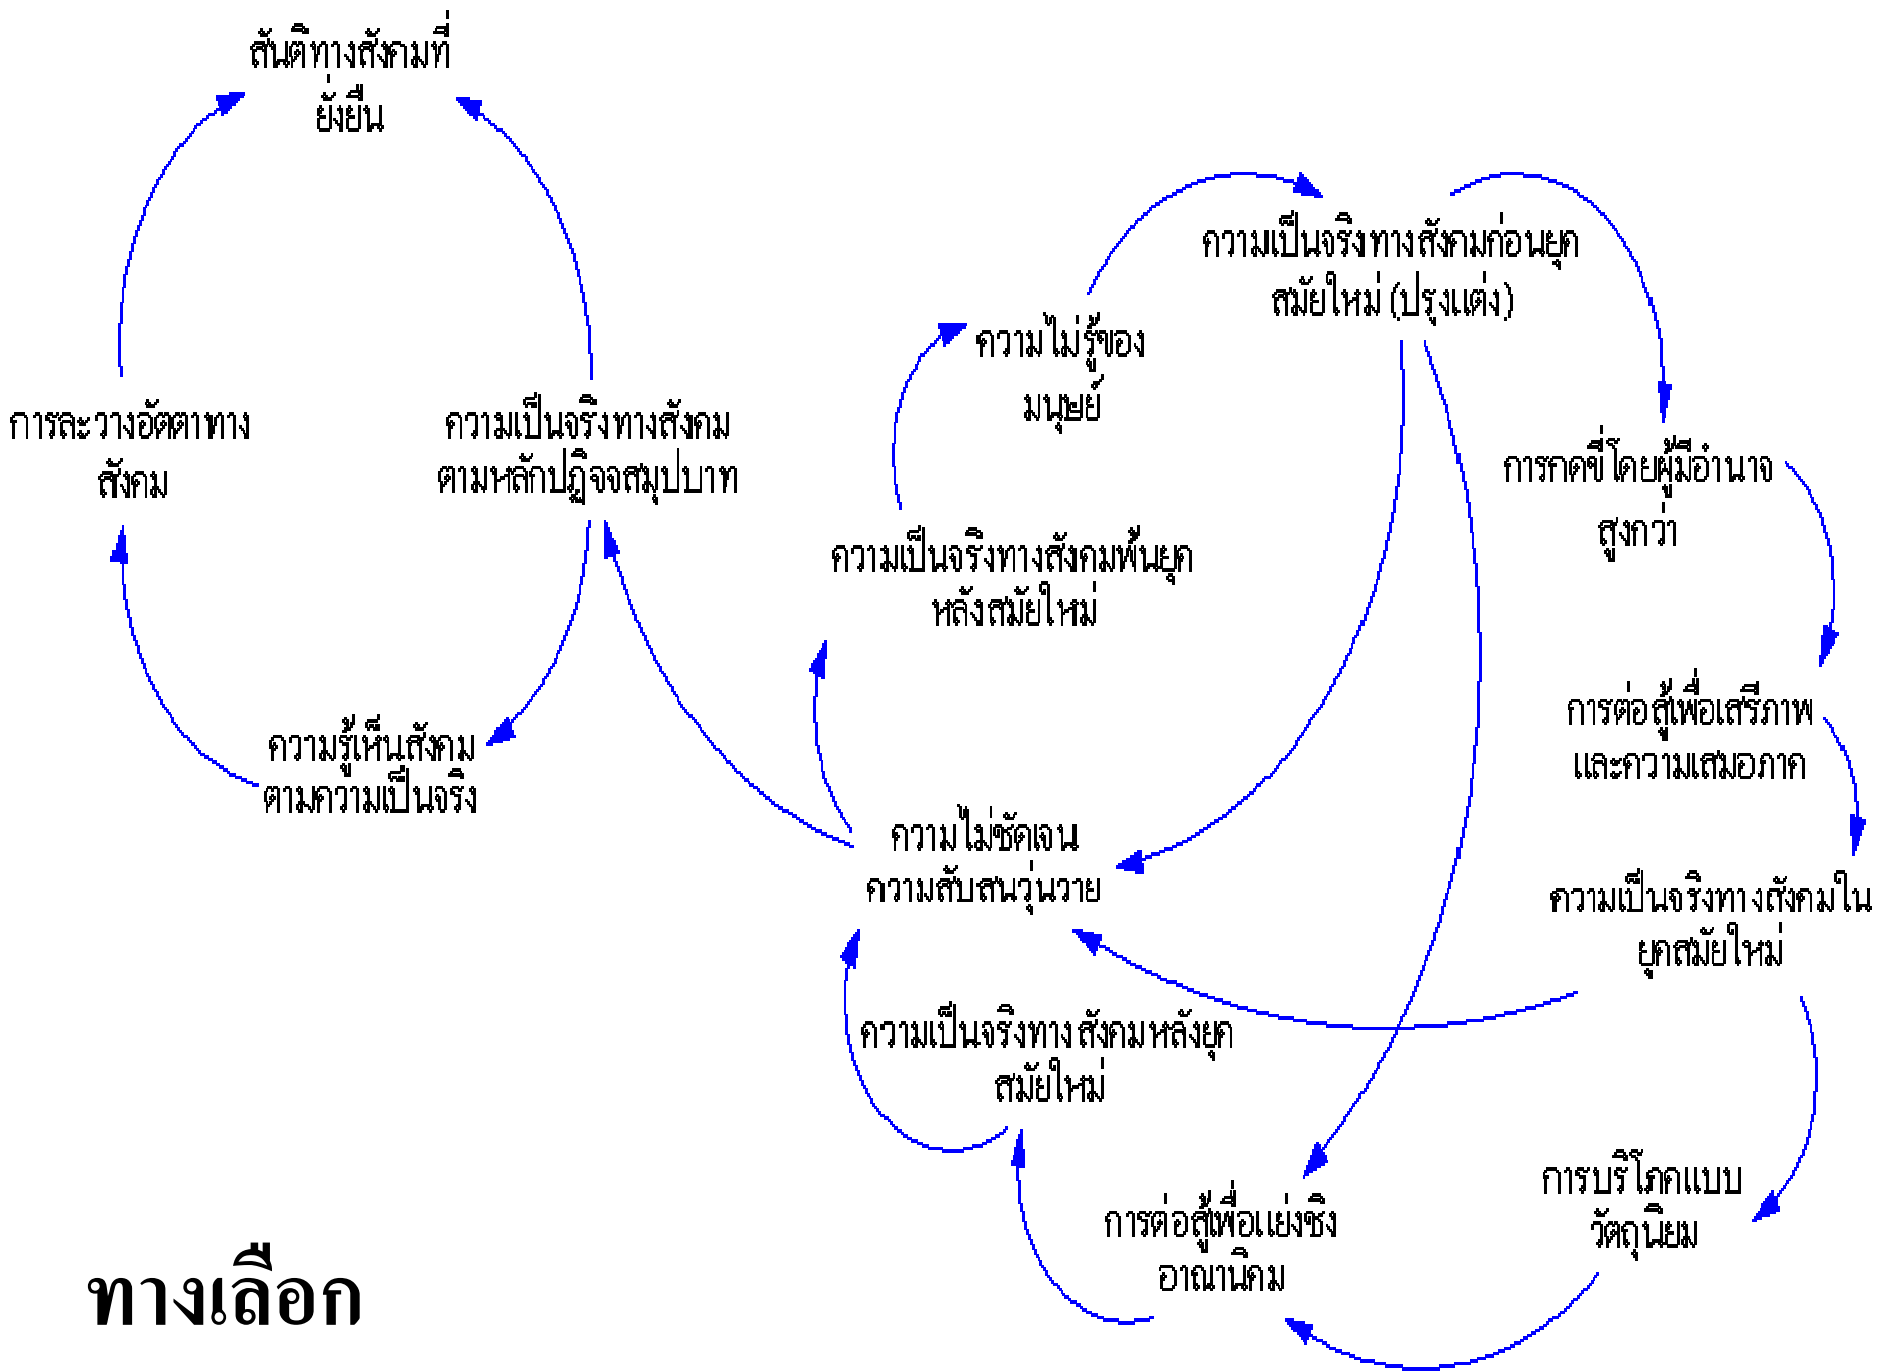 สันติทางสังคมที่
ยั่งยืน
การละวางอัตตาทาง
สังคม
ความเป็นจริงทางสังคม
ตามหลักปฏิจจสมุปบาท
ความรู้เห็นสังคม
ตามความเป็นจริง
ความไม่รู้ของ
มนุษย์
ความเป็นจริงทางสังคมก่อนยุค
สมัยใหม่ (ปรุงแต่ง)
การกดขี่โดยผู้มีอำนาจ
สูงกว่า
ความเป็นจริงทางสังคมพ้นยุค
หลังสมัยใหม่
การต่อสู้เพื่อเสรีภาพ
และความเสมอภาค
ความไม่ชัดเจน
ความสับสนวุ่นวาย
ความเป็นจริงทางสังคมใน
ยุคสมัยใหม่
ความเป็นจริงทางสังคมหลังยุค
สมัยใหม่
การต่อสู้เพื่อแย่งชิง
อาณานิคม
การบริโภคแบบ
วัตถุนิยม
ทางเลือก